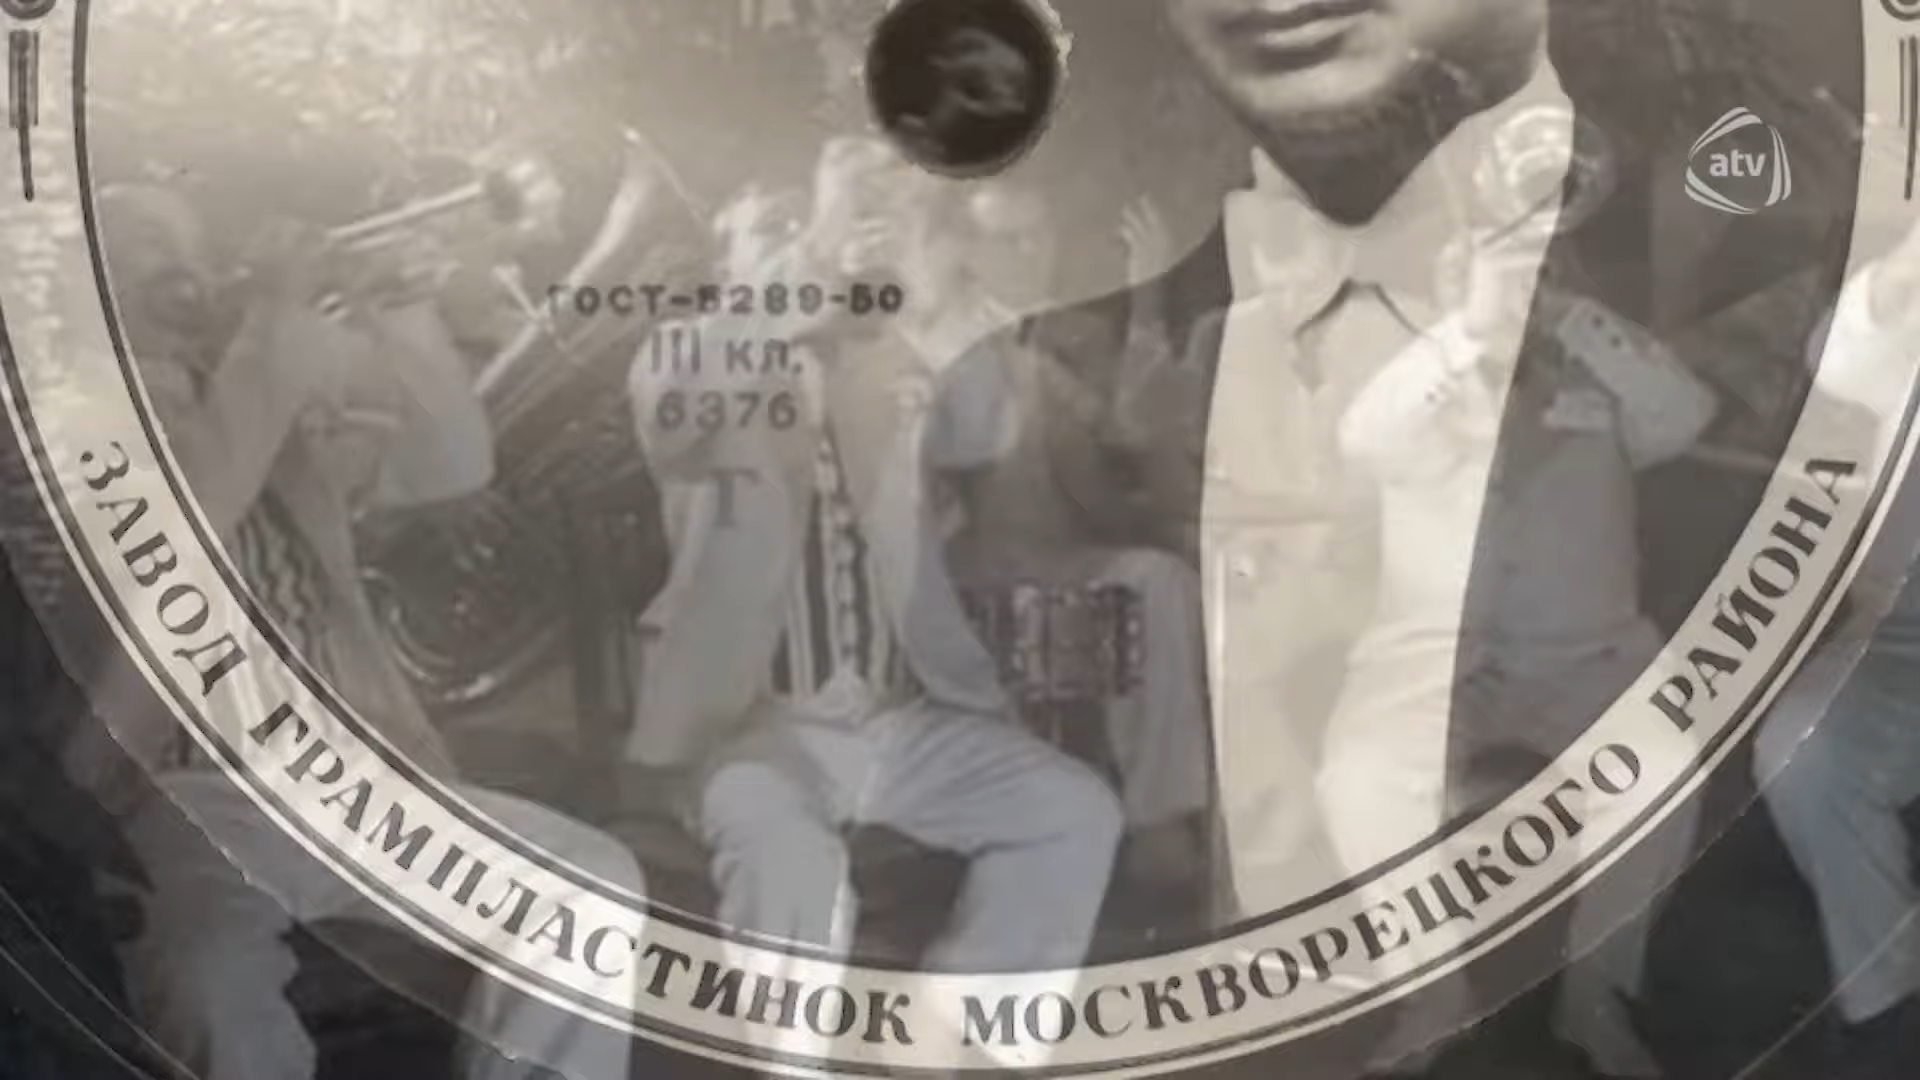 atv
ГОСТ-5289-50
III КЛ.
6376
Т
ЗАВОД ГРАМПЛАСТИНОК МОСКВОРЕЦКОГО РАЙОНА